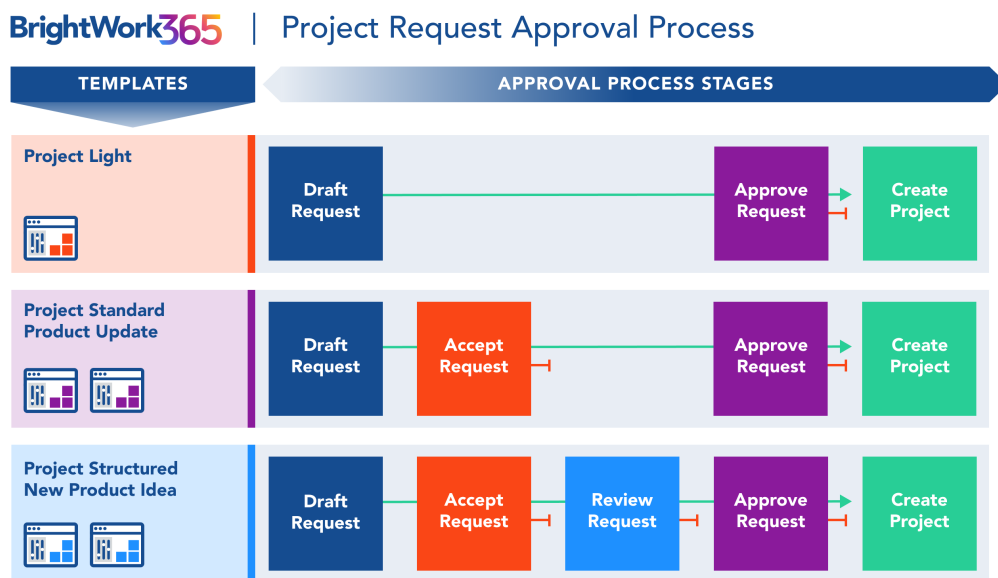 BrightWork365 | Project Request Approval Process
TEMPLATES
APPROVAL PROCESS STAGES
Project Light
Draft
Request
Approve
Request
Create
Project
Project Standard
Product Update
Draft
Request
Accept
Request
Approve
Request
Create
Project
Project Structured
New Product Idea
Draft
Request
Accept
Request
Review
Request
Approve
Request
Create
Project